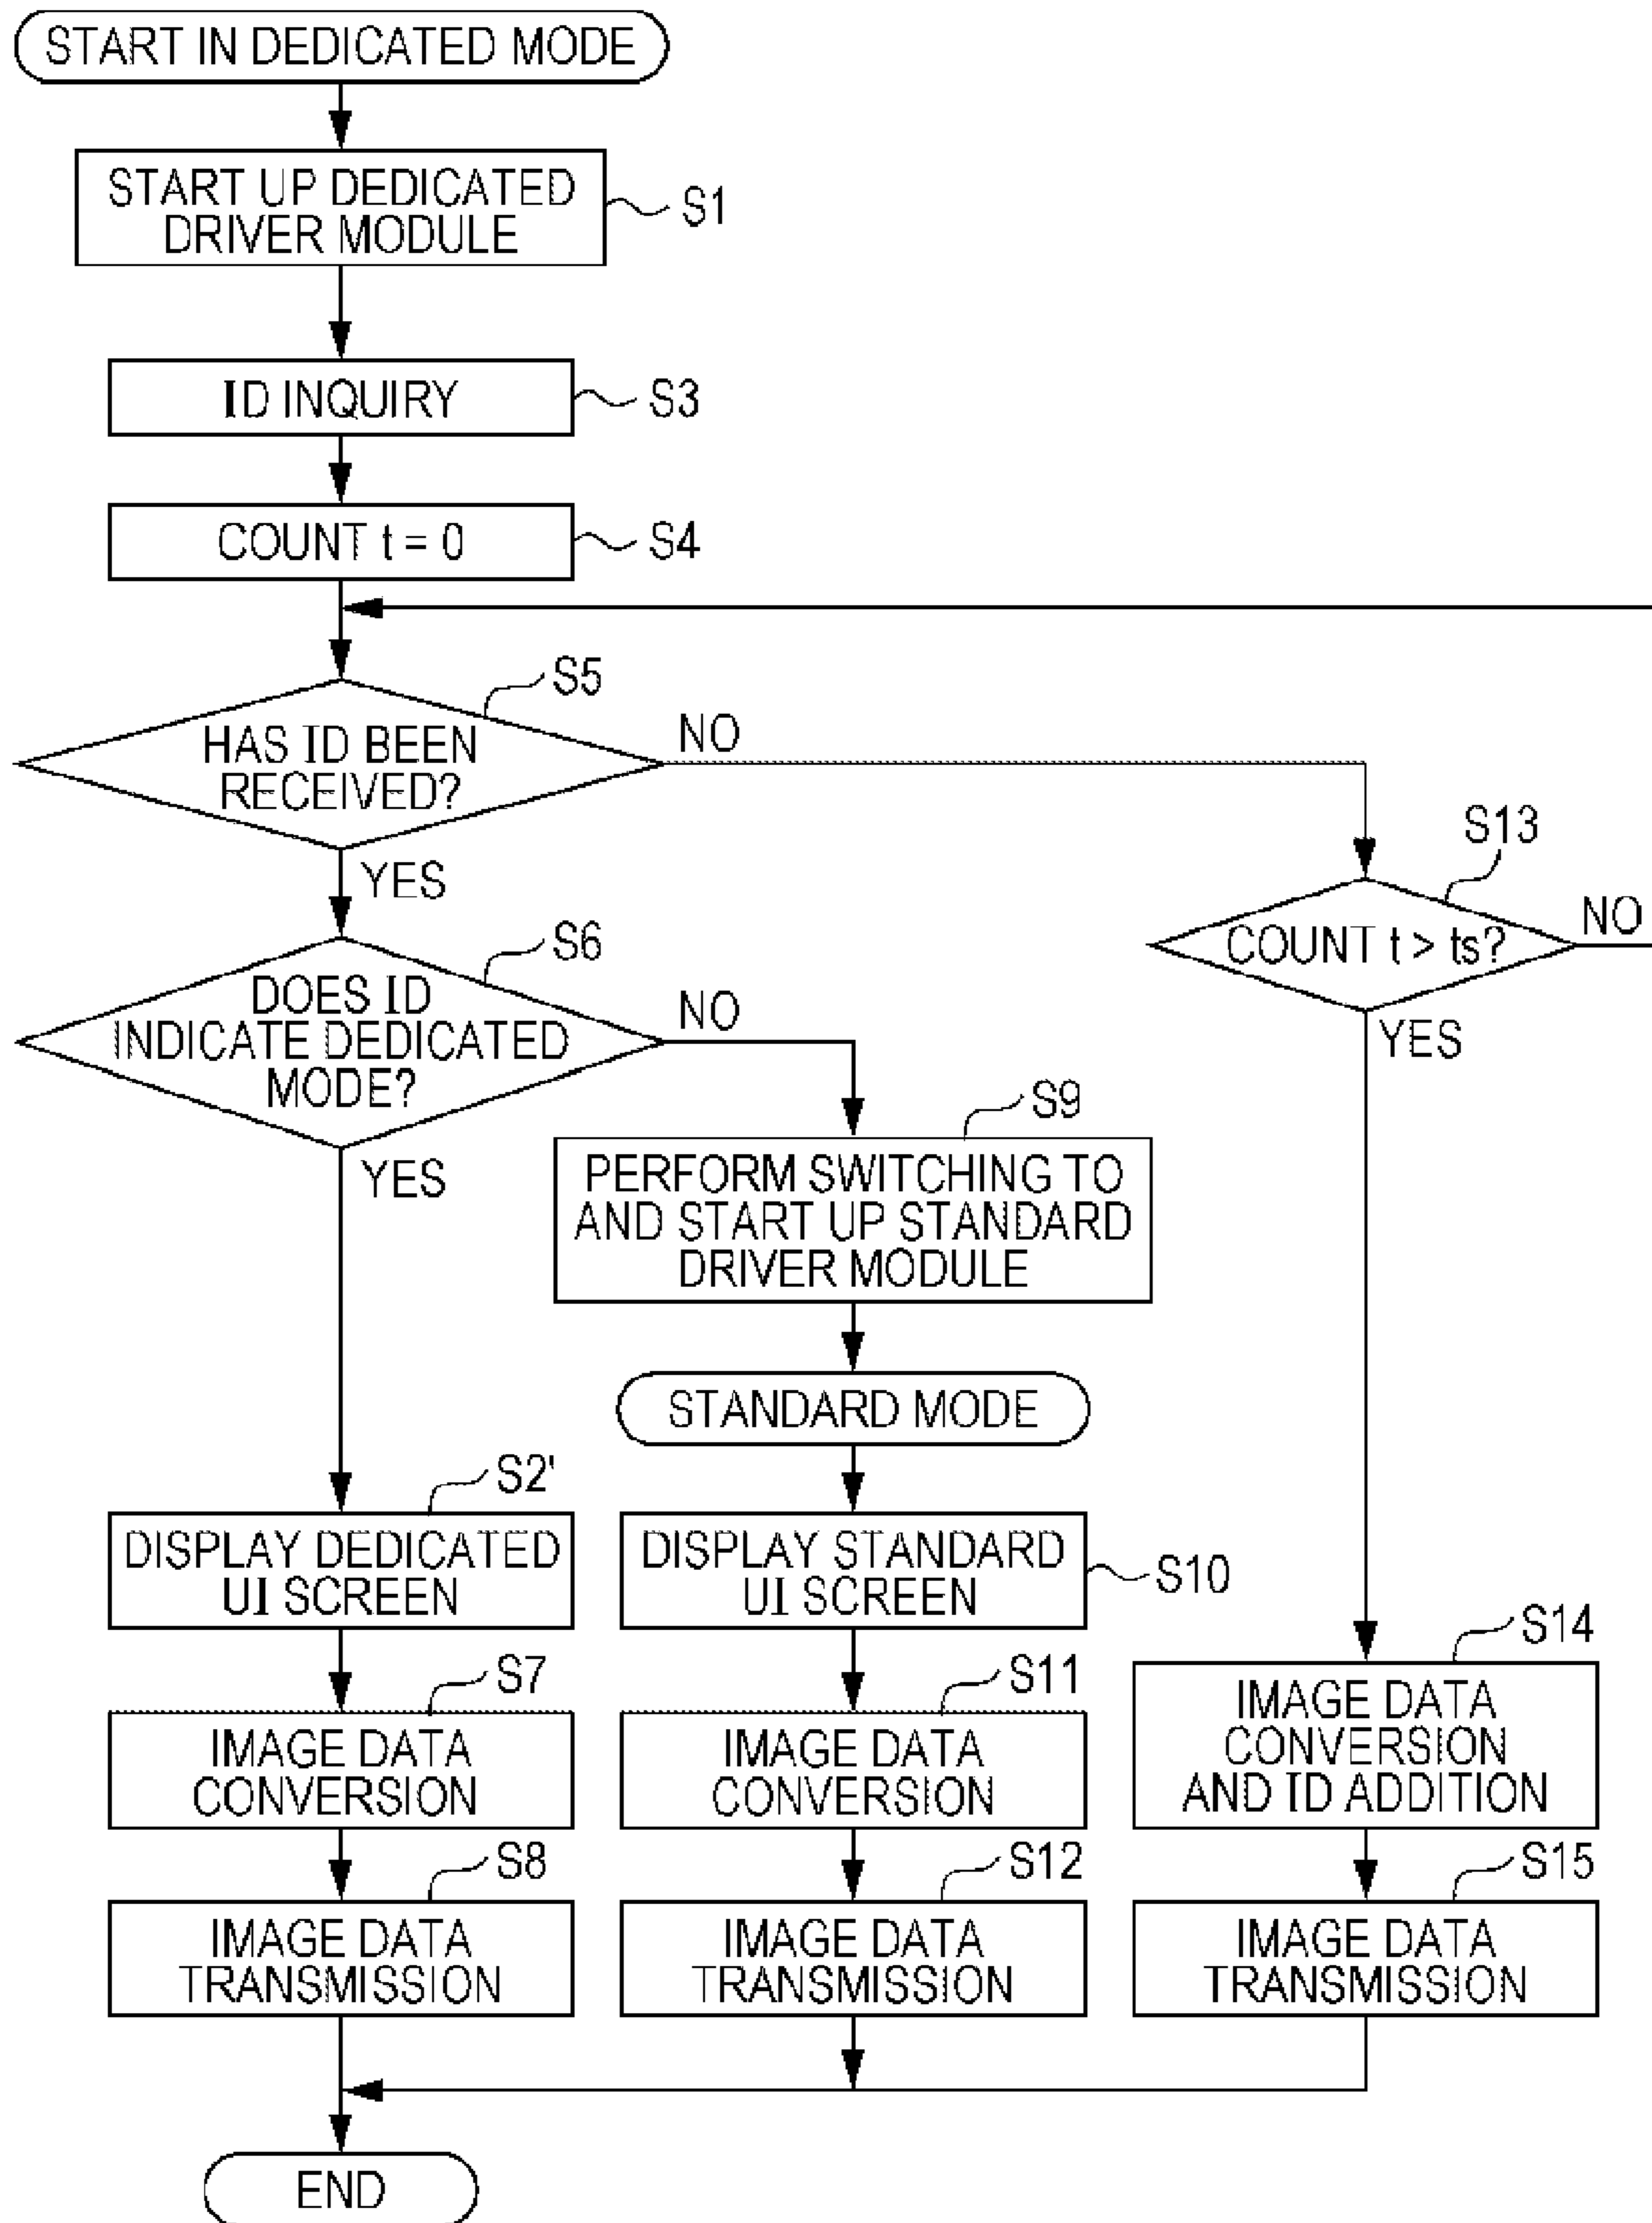 START IN DEDICATED MODE
START UP DEDICATED
DRIVER MODULE
S1
ID INQUIRY
S3
COUNT t = 0
S4
S5
HAS ID BEEN
RECEIVED?
NO
YES
S13
COUNT t > ts?
NO
YES
S6
DOES ID
INDICATE DEDICATED
MODE?
NO
YES
S9
PERFORM SWITCHING TO
AND START UP STANDARD
DRIVER MODULE
STANDARD MODE
S2'
DISPLAY DEDICATED
UI SCREEN
DISPLAY STANDARD
UI SCREEN
S10
S7
IMAGE DATA
CONVERSION
S11
IMAGE DATA
CONVERSION
S14
IMAGE DATA
CONVERSION
AND ID ADDITION
S8
IMAGE DATA
TRANSMISSION
S12
IMAGE DATA
TRANSMISSION
S15
IMAGE DATA
TRANSMISSION
END